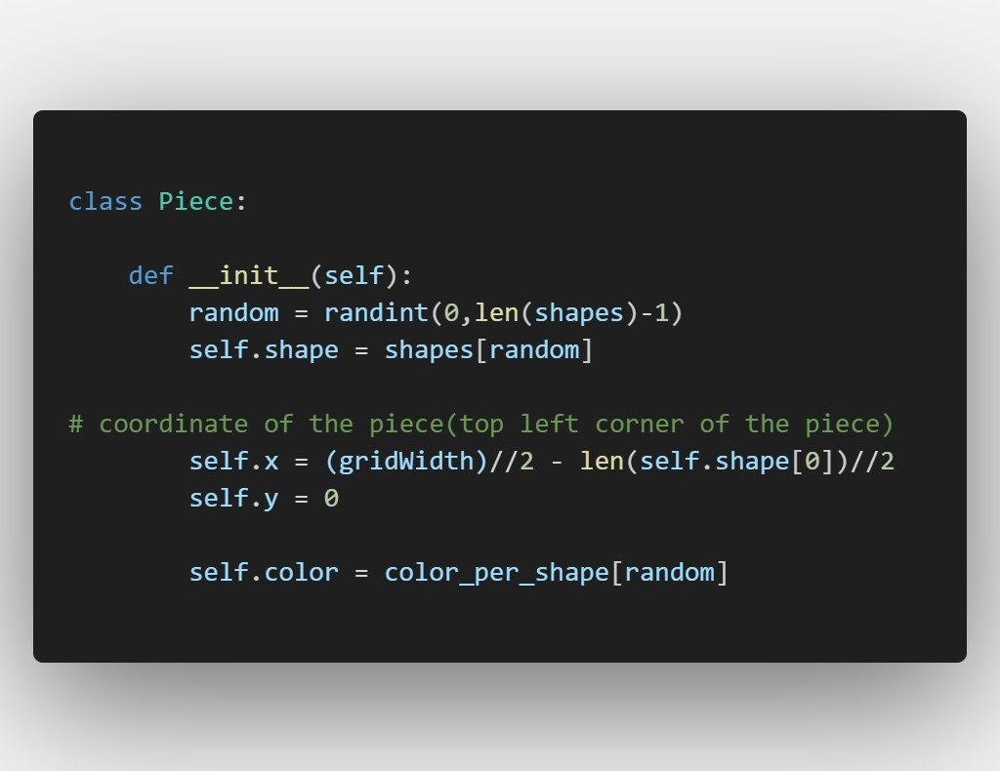 class Piece:
    def __init__(self):
        random = randint(0,len(shapes)-1)
        self.shape = shapes[random]
# coordinate of the piece(top left corner of the piece)
        self.x = (gridWidth)//2 - len(self.shape[0])//2
        self.y = 0
        self.color = color_per_shape[random]